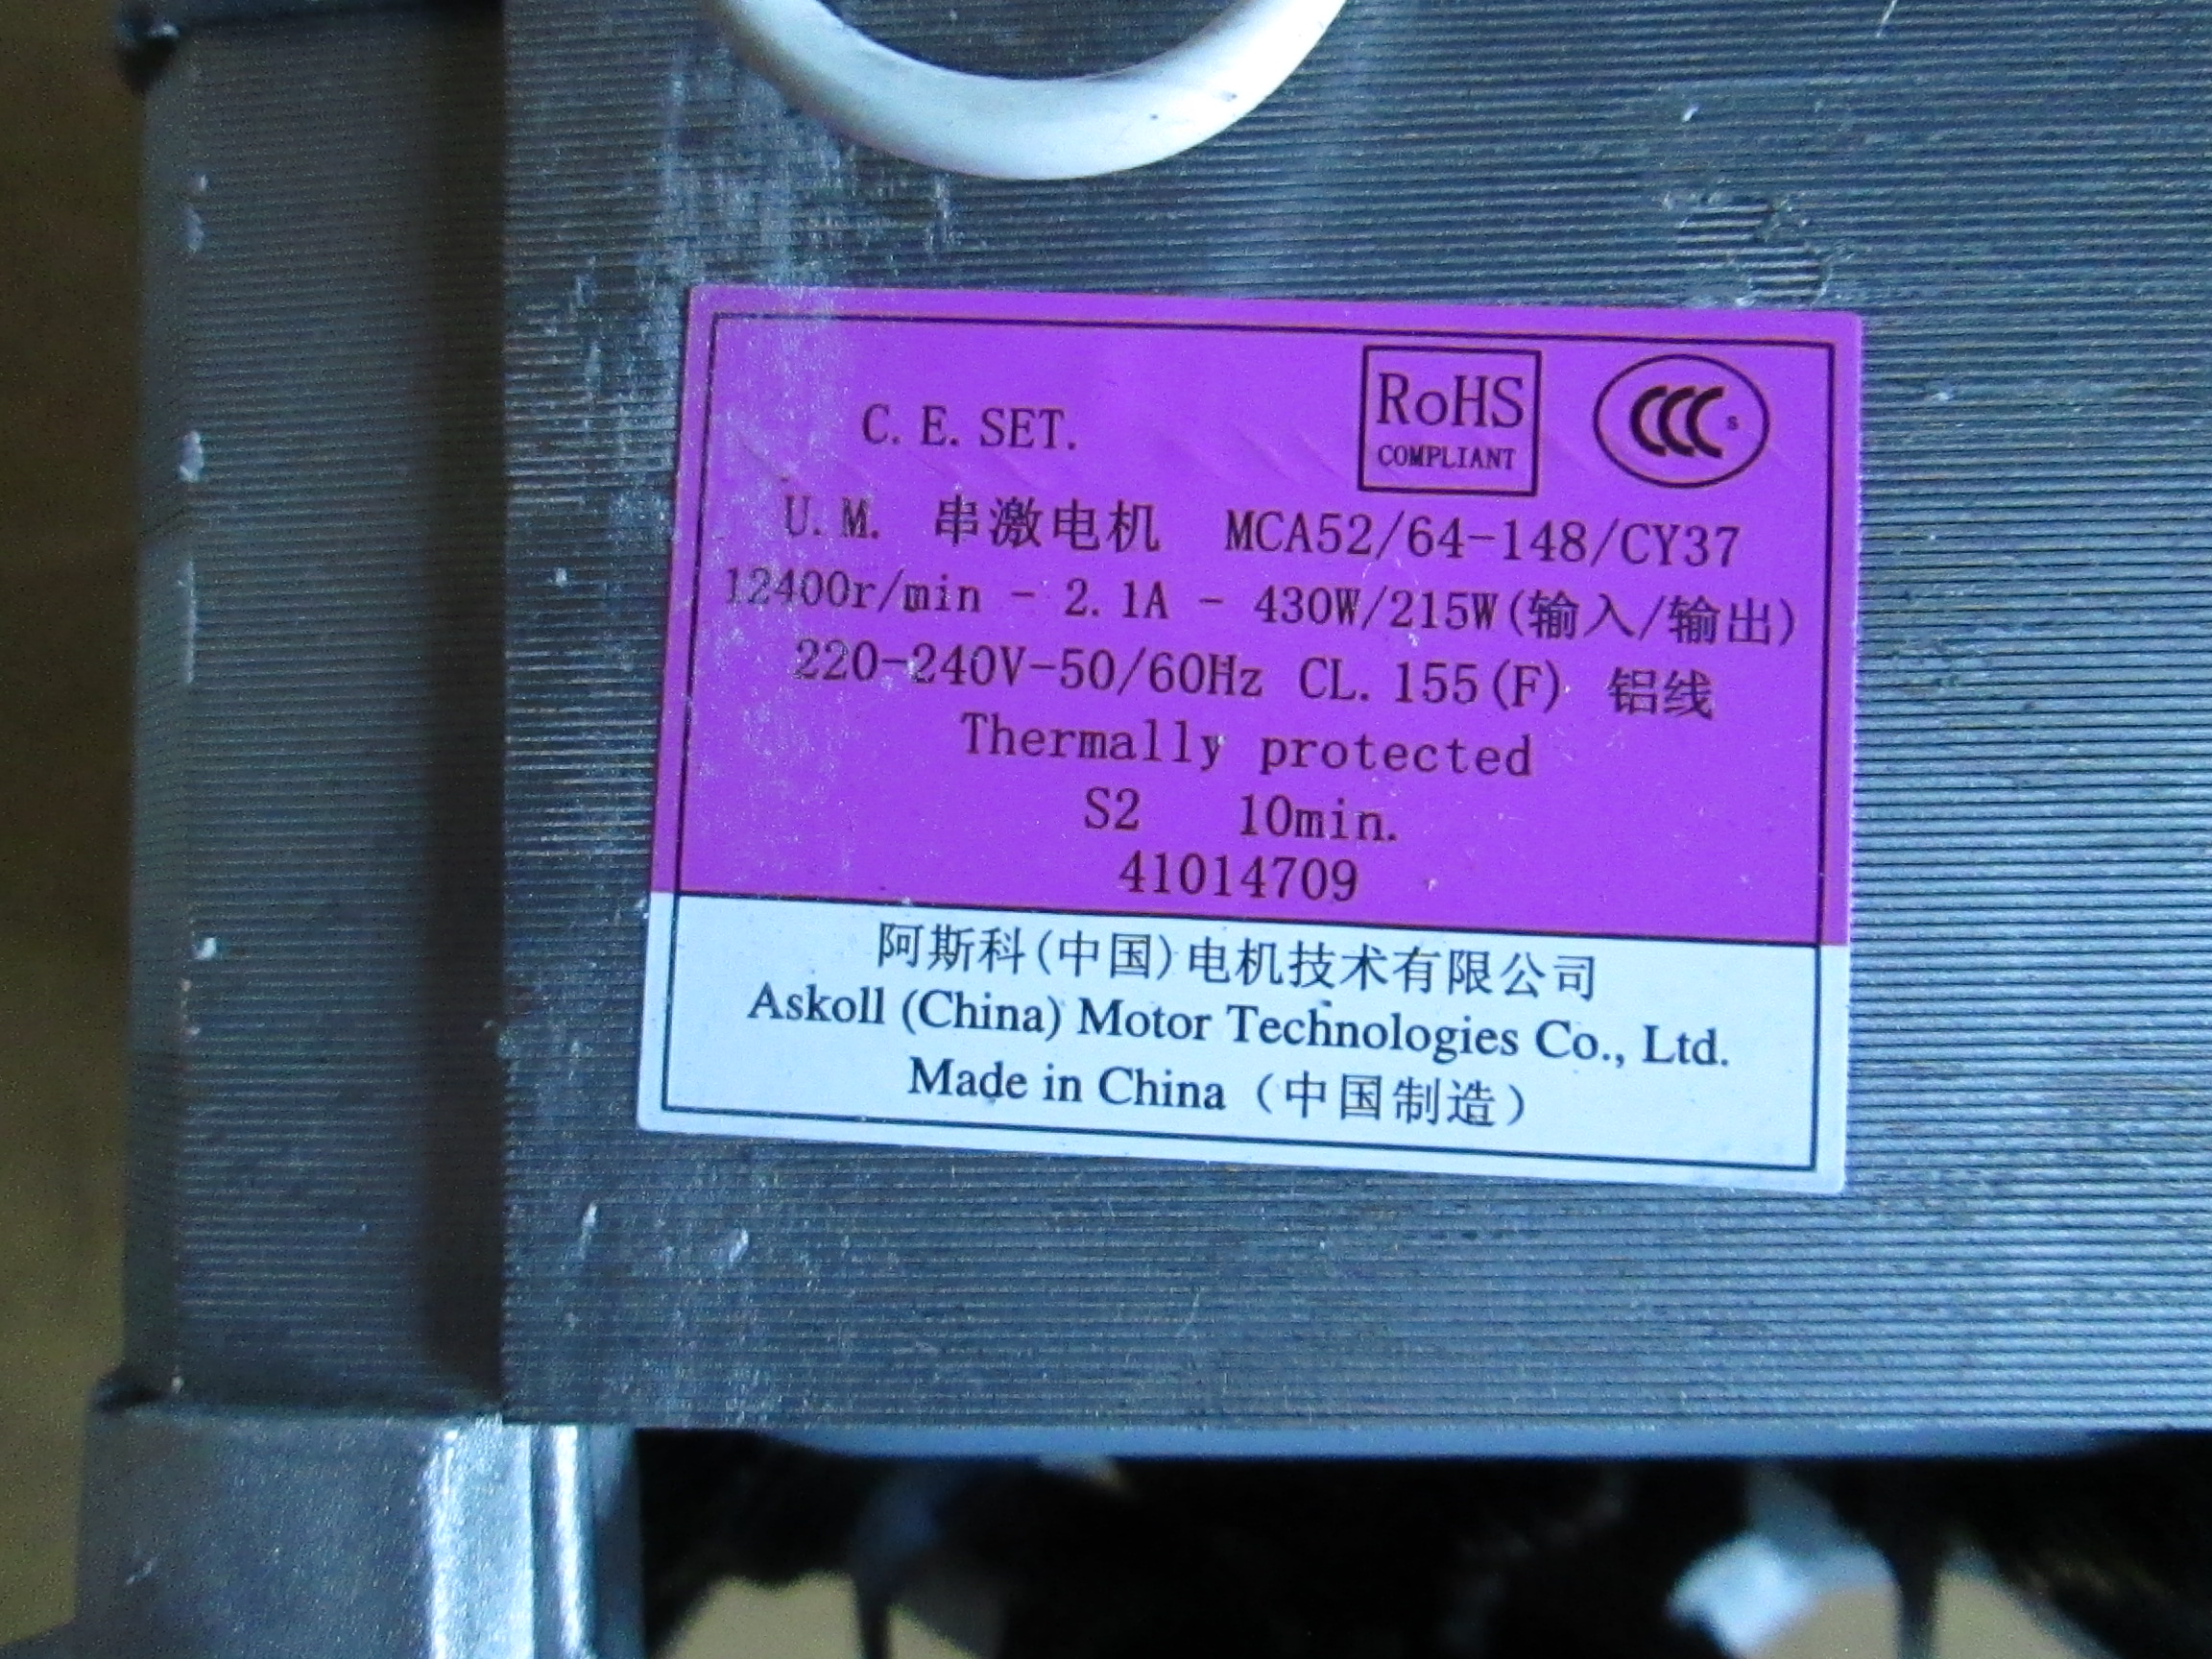 C. E. SET.
RoHS
COMPLIANT
CCC S
U. M. 串激电机 MCA52/64-148/CY37
12400r/min - 2. 1A - 430W/215W(输入/输出)
220-240V-50/60Hz CL. 155(F) 铝线
Thermally protected
S2 10min.
41014709
阿斯科(中国)电机技术有限公司
Askoll (China) Motor Technologies Co., Ltd.
Made in China（中国制造）